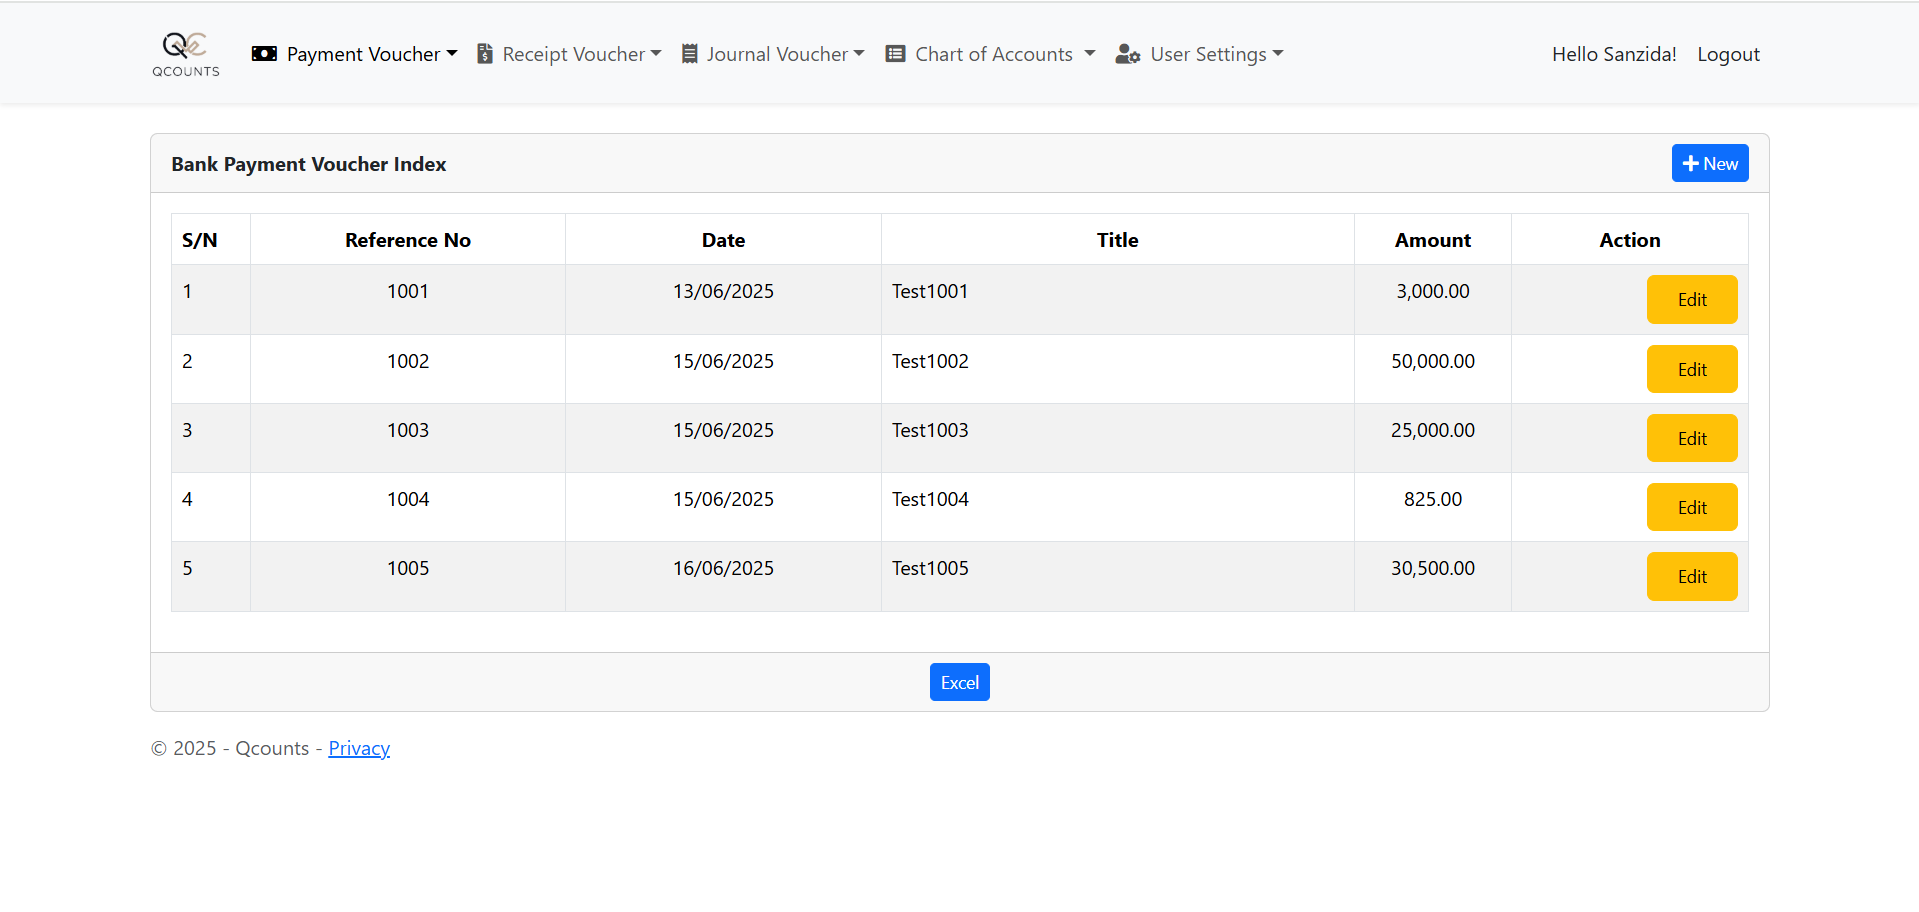 QCOUNTS
Payment Voucher Receipt Voucher Journal Voucher Chart of Accounts User Settings Hello Sanzida! Logout
Bank Payment Voucher Index New
S/N Reference No Date Title Amount Action
1 1001 13/06/2025 Test1001 3,000.00 Edit
2 1002 15/06/2025 Test1002 50,000.00 Edit
3 1003 15/06/2025 Test1003 25,000.00 Edit
4 1004 15/06/2025 Test1004 825.00 Edit
5 1005 16/06/2025 Test1005 30,500.00 Edit
Excel
© 2025 - Qcounts - Privacy